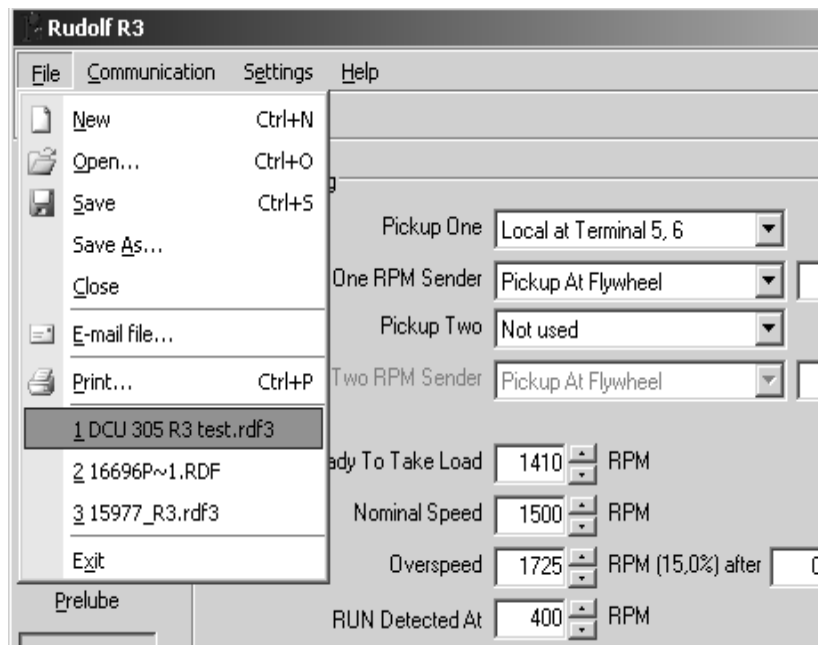 Rudolf R3
File Communication Settings Help
New Ctrl+N
Open... Ctrl+O
Save Ctrl+S
Save As...
Close
E-mail file...
Print... Ctrl+P
1 DCU 305 R3 test.rdf3
2 16696P~1.RDF
3 15977_R3.rdf3
Exit
Prelube
Pickup One Local at Terminal 5, 6
One RPM Sender Pickup At Flywheel
Pickup Two Not used
Two RPM Sender Pickup At Flywheel
ady To Take Load 1410 RPM
Nominal Speed 1500 RPM
Overspeed 1725 RPM (15,0%) after
RUN Detected At 400 RPM